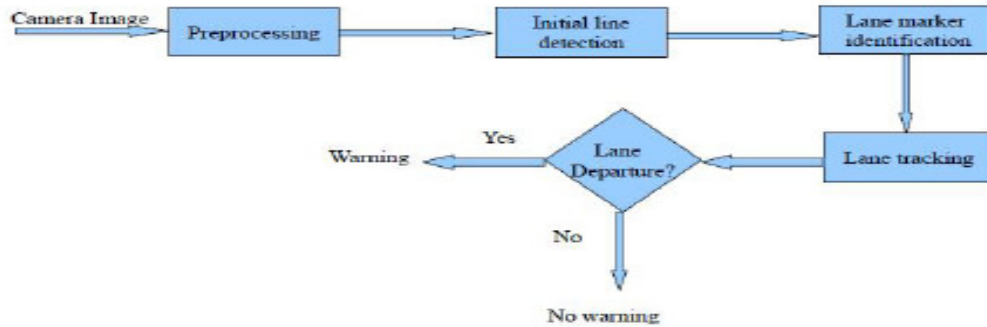 Camera Image
Preprocessing
Initial line
detection
Lane marker
identification
Lane tracking
Lane
Departure?
Yes
Warning
No
No warning